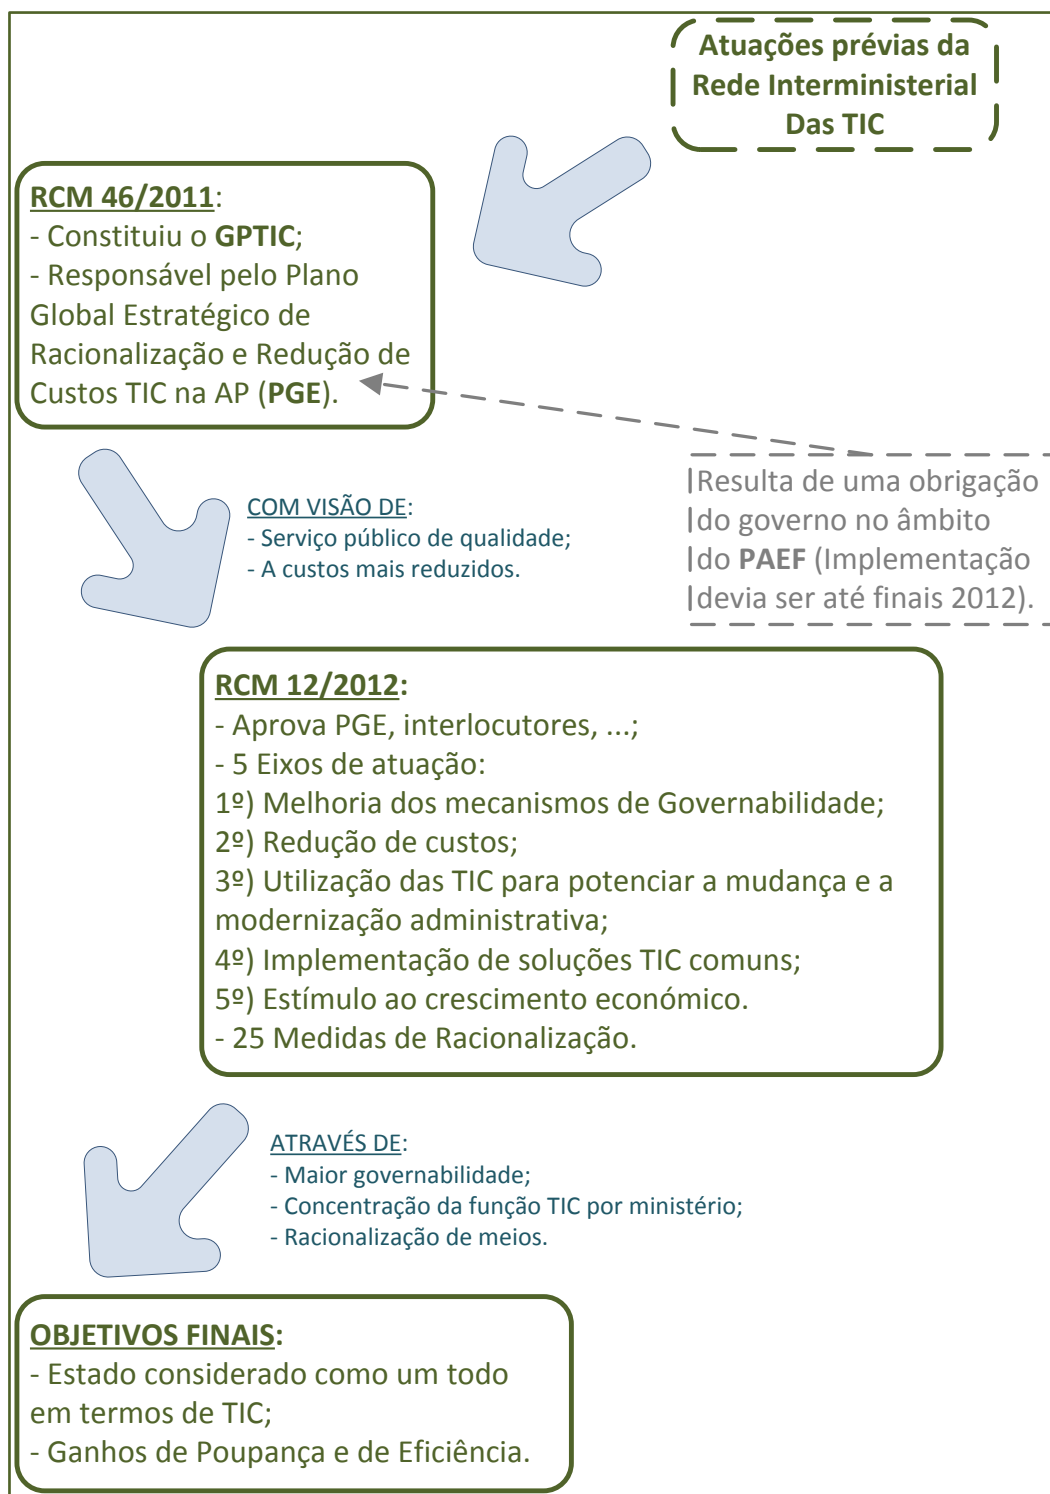 Atuações prévias da
Rede Interministerial
Das TIC
RCM 46/2011:
- Constituiu o GPTIC;
- Responsável pelo Plano
Global Estratégico de
Racionalização e Redução de
Custos TIC na AP (PGE).
COM VISÃO DE:
- Serviço público de qualidade;
- A custos mais reduzidos.
Resulta de uma obrigação
do governo no âmbito
do PAEF (Implementação
devia ser até finais 2012).
RCM 12/2012:
- Aprova PGE, interlocutores, ...;
- 5 Eixos de atuação:
1º) Melhoria dos mecanismos de Governabilidade;
2º) Redução de custos;
3º) Utilização das TIC para potenciar a mudança e a
modernização administrativa;
4º) Implementação de soluções TIC comuns;
5º) Estímulo ao crescimento económico.
- 25 Medidas de Racionalização.
ATRAVÉS DE:
- Maior governabilidade;
- Concentração da função TIC por ministério;
- Racionalização de meios.
OBJETIVOS FINAIS:
- Estado considerado como um todo
em termos de TIC;
- Ganhos de Poupança e de Eficiência.